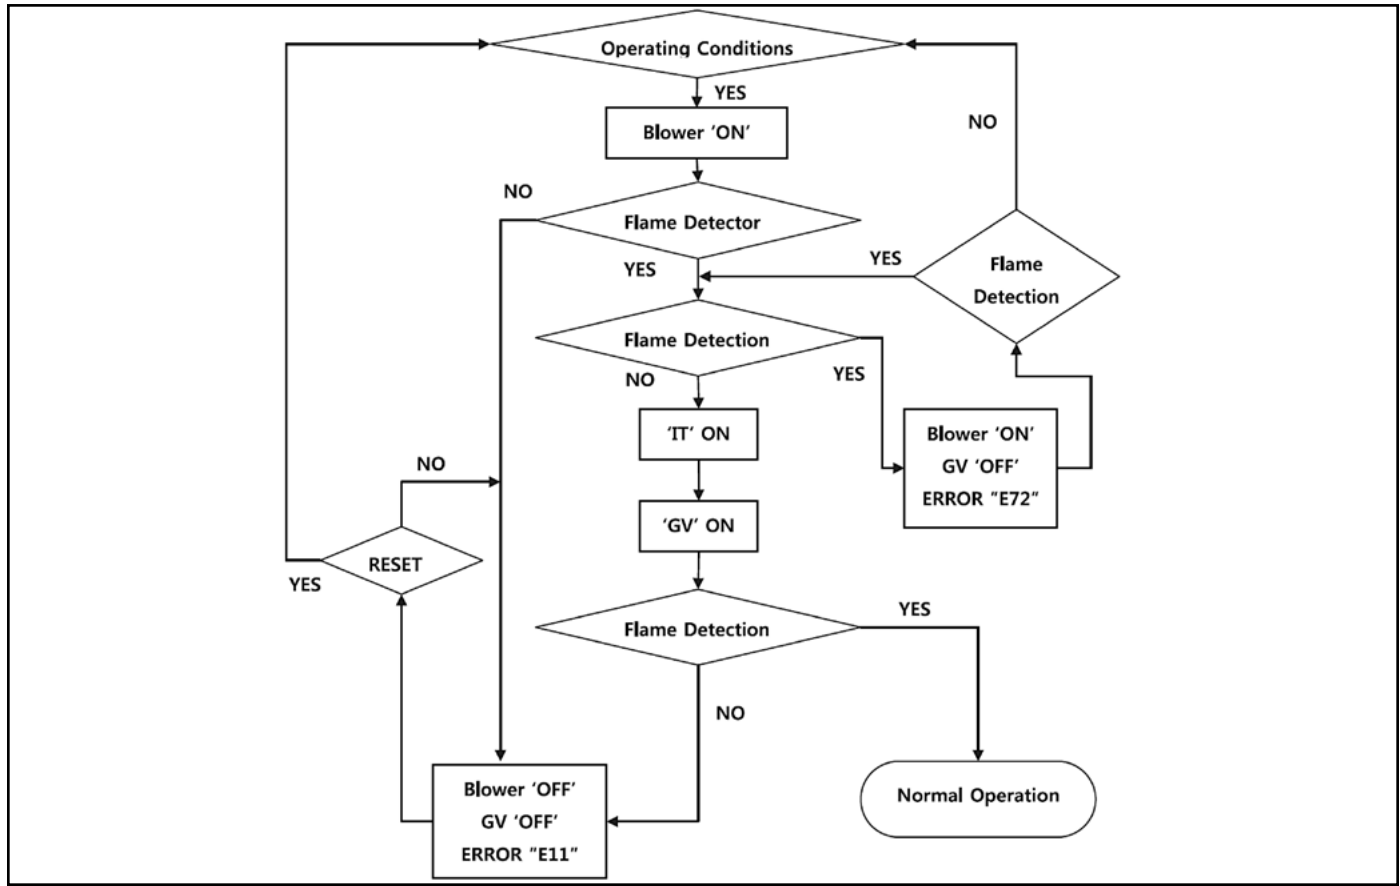 Operating Conditions
YES
Blower ‘ON’
NO
NO
Flame Detector
YES
YES
Flame
Detection
Flame Detection
NO
YES
‘IT’ ON
Blower ‘ON’
GV ‘OFF’
ERROR "E72"
NO
‘GV’ ON
RESET
YES
Flame Detection
YES
NO
Blower ‘OFF’
GV ‘OFF’
ERROR "E11"
Normal Operation